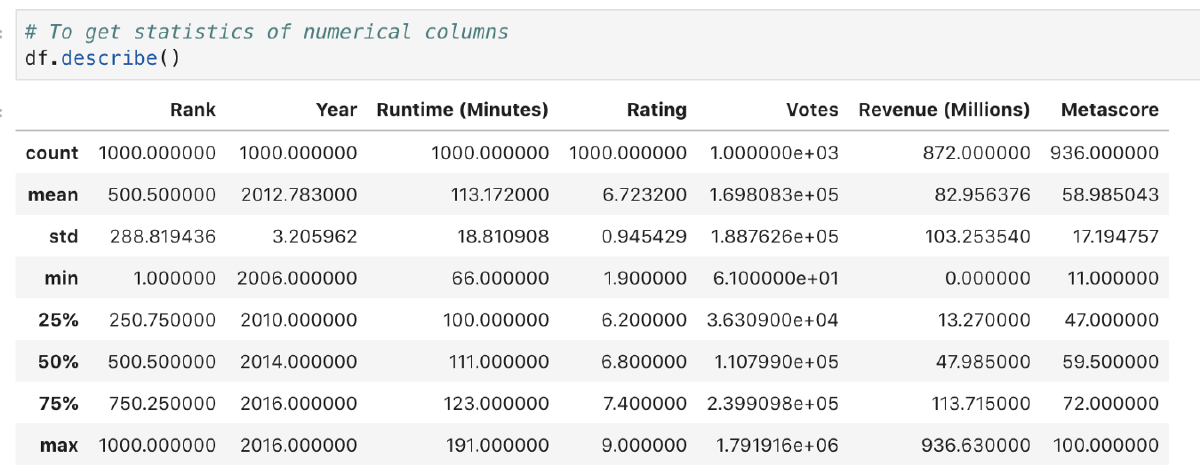 # To get statistics of numerical columns
df.describe()
Rank Year Runtime (Minutes) Rating Votes Revenue (Millions) Metascore
count 1000.000000 1000.000000 1000.000000 1000.000000 1.000000e+03 872.000000 936.000000
mean 500.500000 2012.783000 113.172000 6.723200 1.698083e+05 82.956376 58.985043
std 288.819436 3.205962 18.810908 0.945429 1.887626e+05 103.253540 17.194757
min 1.000000 2006.000000 66.000000 1.900000 6.100000e+01 0.000000 11.000000
25% 250.750000 2010.000000 100.000000 6.200000 3.630900e+04 13.270000 47.000000
50% 500.500000 2014.000000 111.000000 6.800000 1.107990e+05 47.985000 59.500000
75% 750.250000 2016.000000 123.000000 7.400000 2.399098e+05 113.715000 72.000000
max 1000.000000 2016.000000 191.000000 9.000000 1.791916e+06 936.630000 100.000000